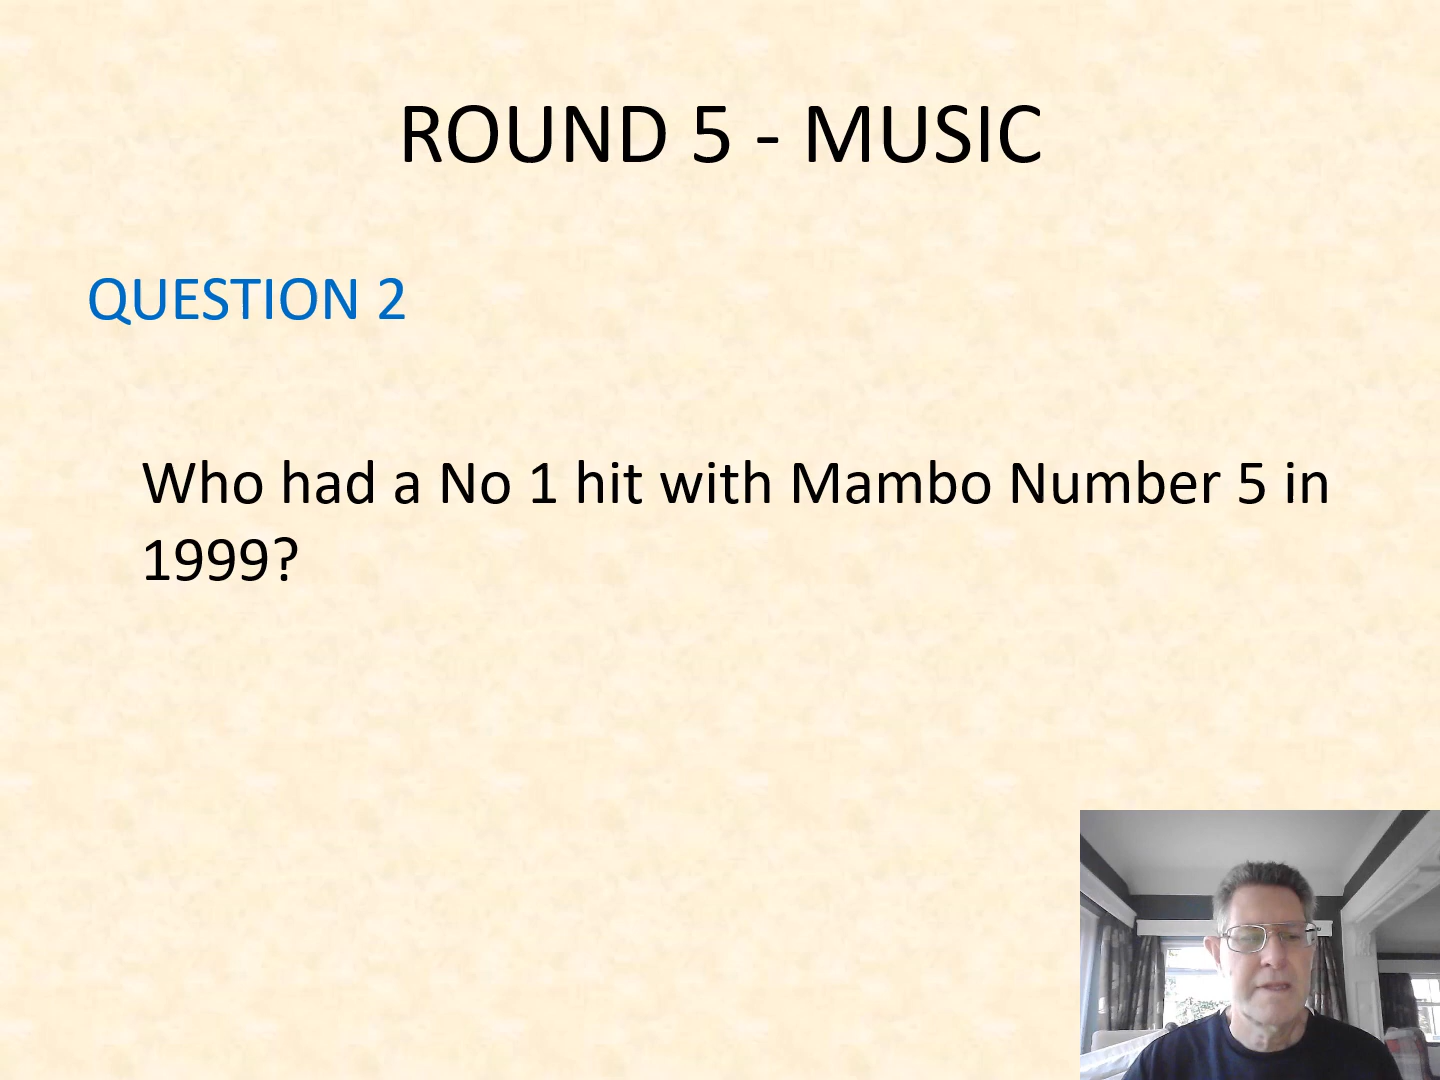 ROUND 5 - MUSIC
QUESTION 2
Who had a No 1 hit with Mambo Number 5 in
1999?